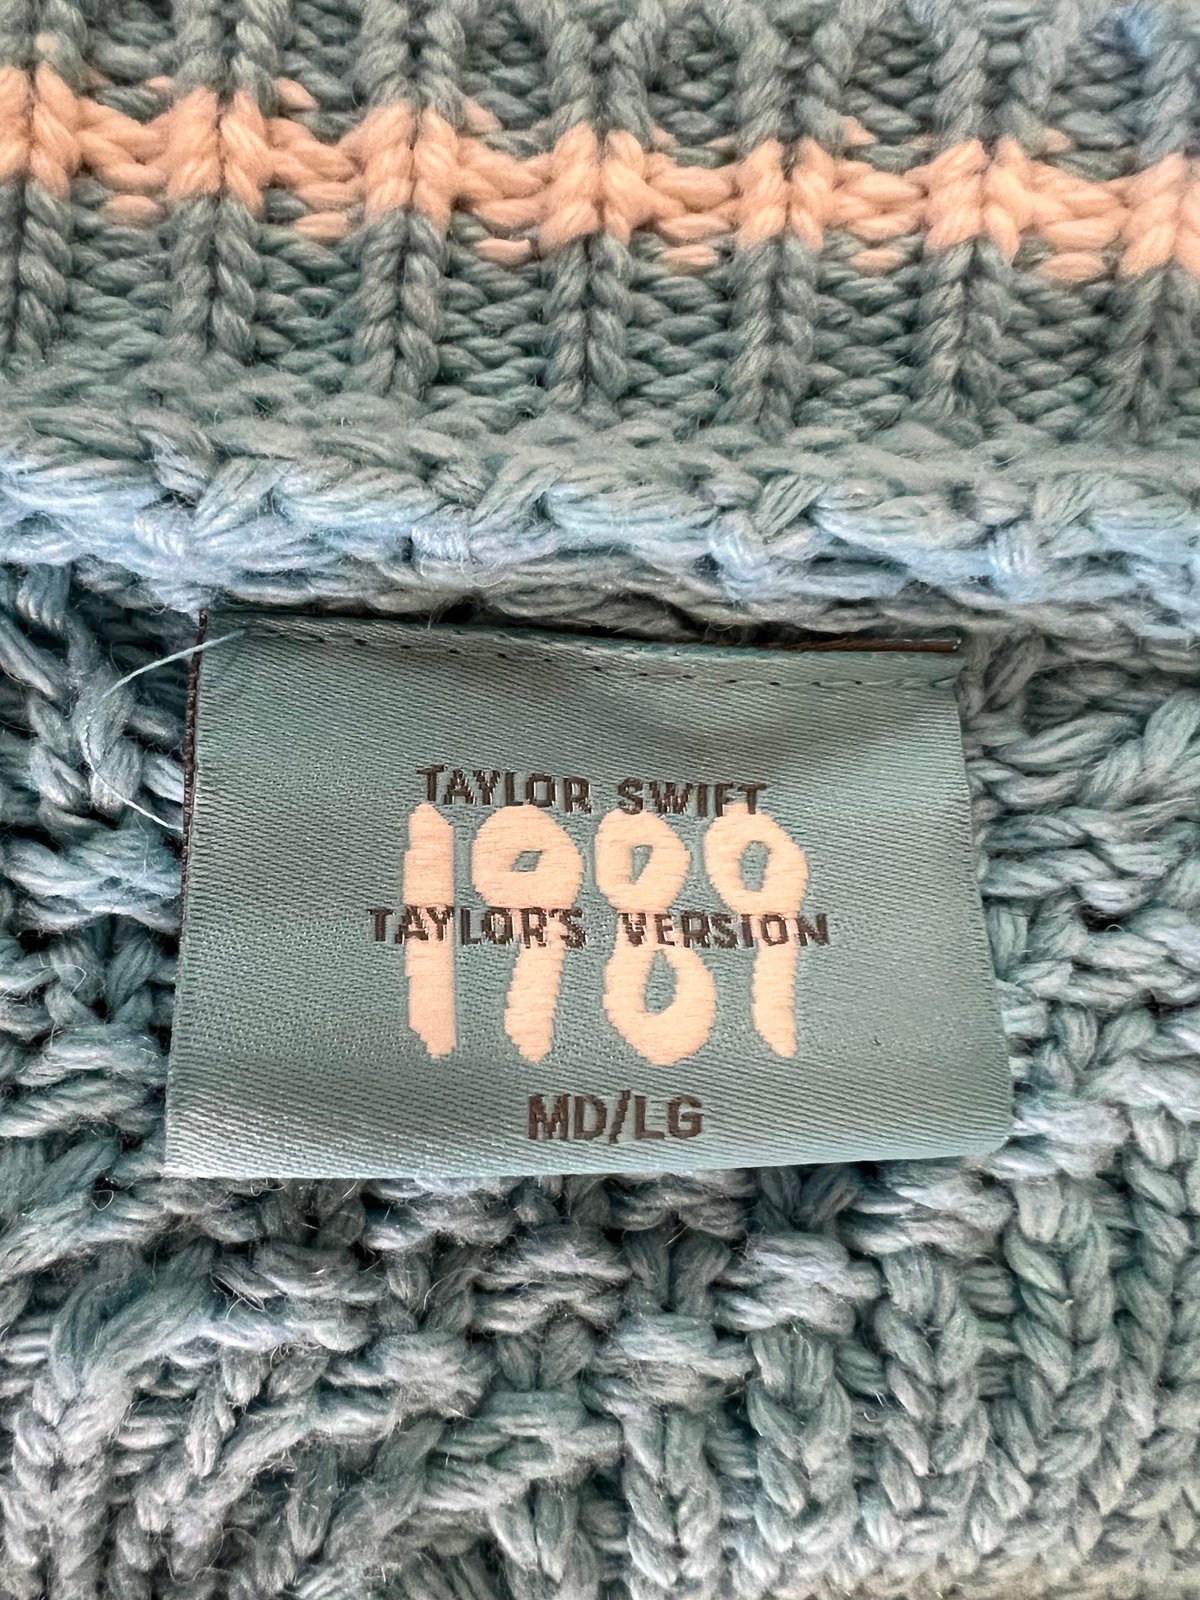 TAYLOR SWIFT
1989
TAYLOR'S VERSION
MD/LG